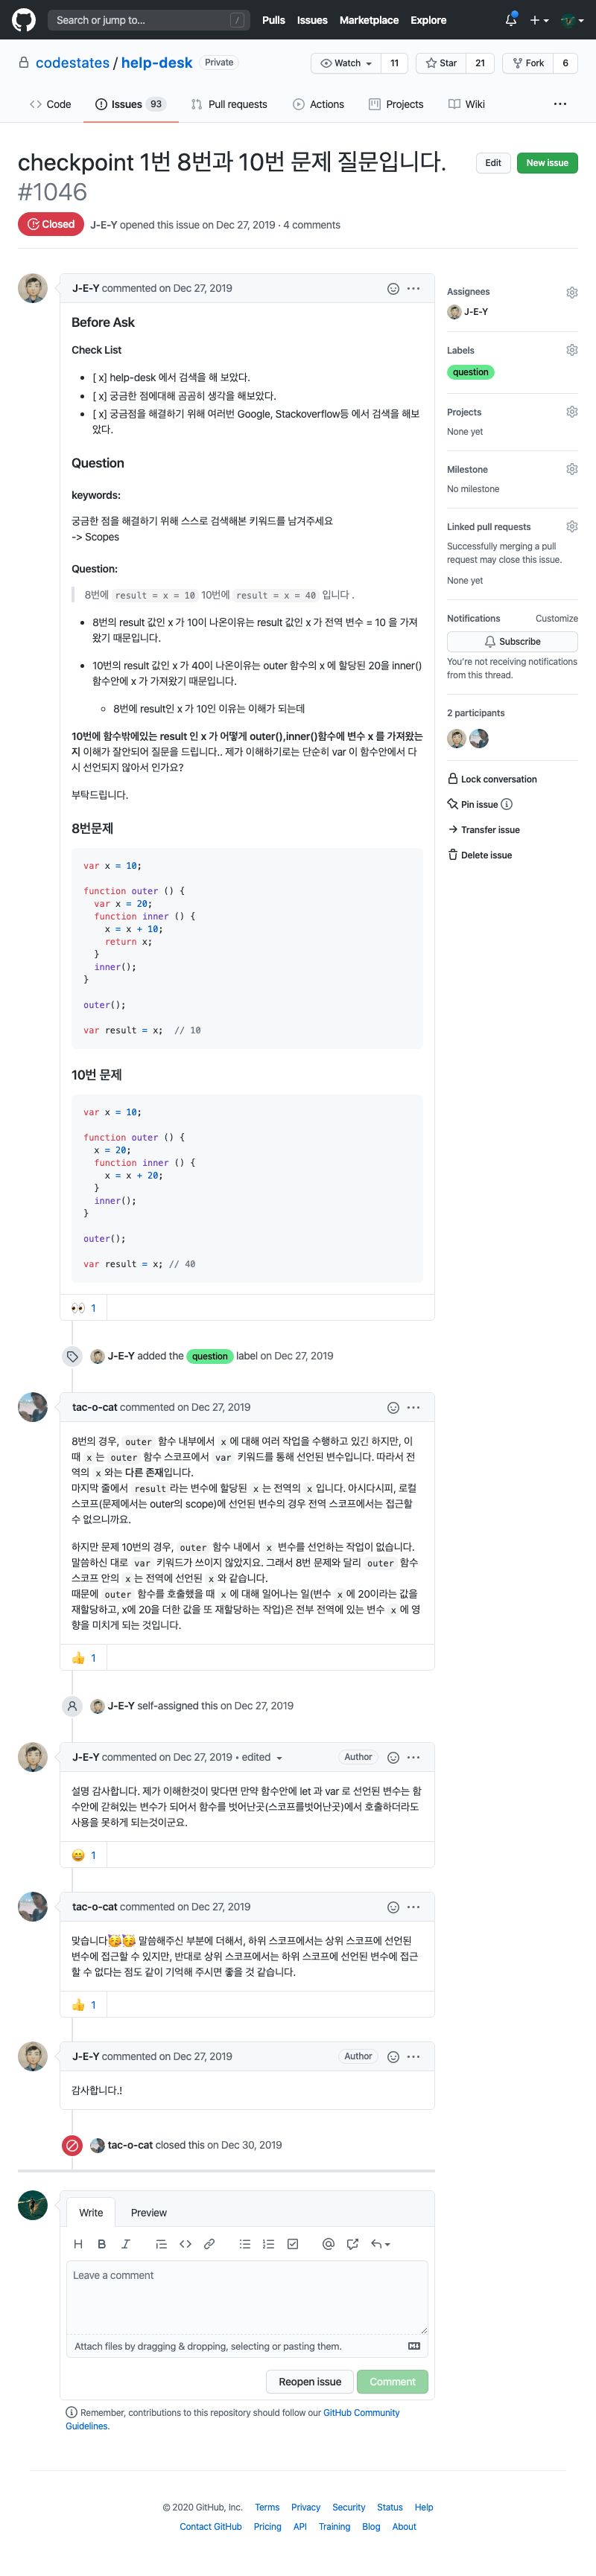 Search or jump to... /
Pulls Issues Marketplace Explore
codestates / help-desk Private
Watch 11 Star 21 Fork 6
Code Issues 93 Pull requests Actions Projects Wiki
checkpoint 1번 8번과 10번 문제 질문입니다.
#1046
Edit New issue
Closed J-E-Y opened this issue on Dec 27, 2019 · 4 comments
J-E-Y commented on Dec 27, 2019
Before Ask
Check List
[ x] help-desk 에서 검색을 해 보았다.
[ x] 궁금한 점에대해 곰곰히 생각을 해보았다.
[ x] 궁금점을 해결하기 위해 여러번 Google, Stackoverflow등 에서 검색을 해보
았다.
Question
keywords:
궁금한 점을 해결하기 위해 스스로 검색해본 키워드를 남겨주세요
-> Scopes
Question:
8번에 result = x = 10 10번에 result = x = 40 입니다 .
8번의 result 값인 x 가 10이 나온이유는 result 값인 x 가 전역 변수 = 10 을 가져
왔기 때문입니다.
10번의 result 값인 x 가 40이 나온이유는 outer 함수의 x 에 할당된 20을 inner()
함수안에 x 가 가져왔기 때문입니다.
8번에 result인 x 가 10인 이유는 이해가 되는데
10번에 함수밖에있는 result 인 x 가 어떻게 outer(),inner()함수에 변수 x 를 가져왔는
지 이해가 잘안되어 질문을 드립니다.. 제가 이해하기로는 단순히 var 이 함수안에서 다
시 선언되지 않아서 인가요?
부탁드립니다.
8번문제
var x = 10;
function outer () {
var x = 20;
function inner () {
x = x + 10;
return x;
}
inner();
}
outer();
var result = x; // 10
10번 문제
var x = 10;
function outer () {
x = 20;
function inner () {
x = x + 20;
}
inner();
}
outer();
var result = x; // 40
👀 1
J-E-Y added the question label on Dec 27, 2019
tac-o-cat commented on Dec 27, 2019
8번의 경우, outer 함수 내부에서 x 에 대해 여러 작업을 수행하고 있긴 하지만, 이
때 x 는 outer 함수 스코프에서 var 키워드를 통해 선언된 변수입니다. 따라서 전
역의 x 와는 다른 존재입니다.
마지막 줄에서 result 라는 변수에 할당된 x 는 전역의 x 입니다. 아시다시피, 로컬
스코프(문제에서는 outer의 scope)에 선언된 변수의 경우 전역 스코프에서는 접근할
수 없으니까요.
하지만 문제 10번의 경우, outer 함수 내에서 x 변수를 선언하는 작업이 없습니다.
말씀하신 대로 var 키워드가 쓰이지 않았지요. 그래서 8번 문제와 달리 outer 함수
스코프 안의 x 는 전역에 선언된 x 와 같습니다.
때문에 outer 함수를 호출했을 때 x 에 대해 일어나는 일(변수 x 에 20이라는 값을
재할당하고, x에 20을 더한 값을 또 재할당하는 작업)은 전부 전역에 있는 변수 x 에 영
향을 미치게 되는 것입니다.
👍 1
J-E-Y self-assigned this on Dec 27, 2019
J-E-Y commented on Dec 27, 2019 • edited Author
설명 감사합니다. 제가 이해한것이 맞다면 만약 함수안에 let 과 var 로 선언된 변수는 함
수안에 갇혀있는 변수가 되어서 함수를 벗어난곳(스코프를벗어난곳)에서 호출하더라도
사용을 못하게 되는것이군요.
😄 1
tac-o-cat commented on Dec 27, 2019
맞습니다🥳🥳 말씀해주신 부분에 더해서, 하위 스코프에서는 상위 스코프에 선언된
변수에 접근할 수 있지만, 반대로 상위 스코프에서는 하위 스코프에 선언된 변수에 접근
할 수 없다는 점도 같이 기억해 주시면 좋을 것 같습니다.
👍 1
J-E-Y commented on Dec 27, 2019 Author
감사합니다.!
tac-o-cat closed this on Dec 30, 2019
Write Preview
Leave a comment
Attach files by dragging & dropping, selecting or pasting them.
Reopen issue Comment
Remember, contributions to this repository should follow our GitHub Community
Guidelines.
Assignees
J-E-Y
Labels
question
Projects
None yet
Milestone
No milestone
Linked pull requests
Successfully merging a pull
request may close this issue.
None yet
Notifications Customize
Subscribe
You're not receiving notifications
from this thread.
2 participants
Lock conversation
Pin issue
Transfer issue
Delete issue
© 2020 GitHub, Inc. Terms Privacy Security Status Help
Contact GitHub Pricing API Training Blog About